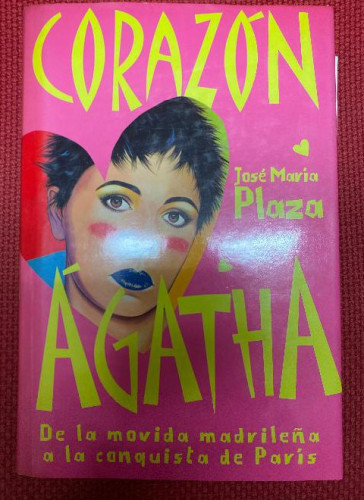 CORAZÓN
José María
Plaza
ÁGATHA
De la movida madrileña
a la conquista de París